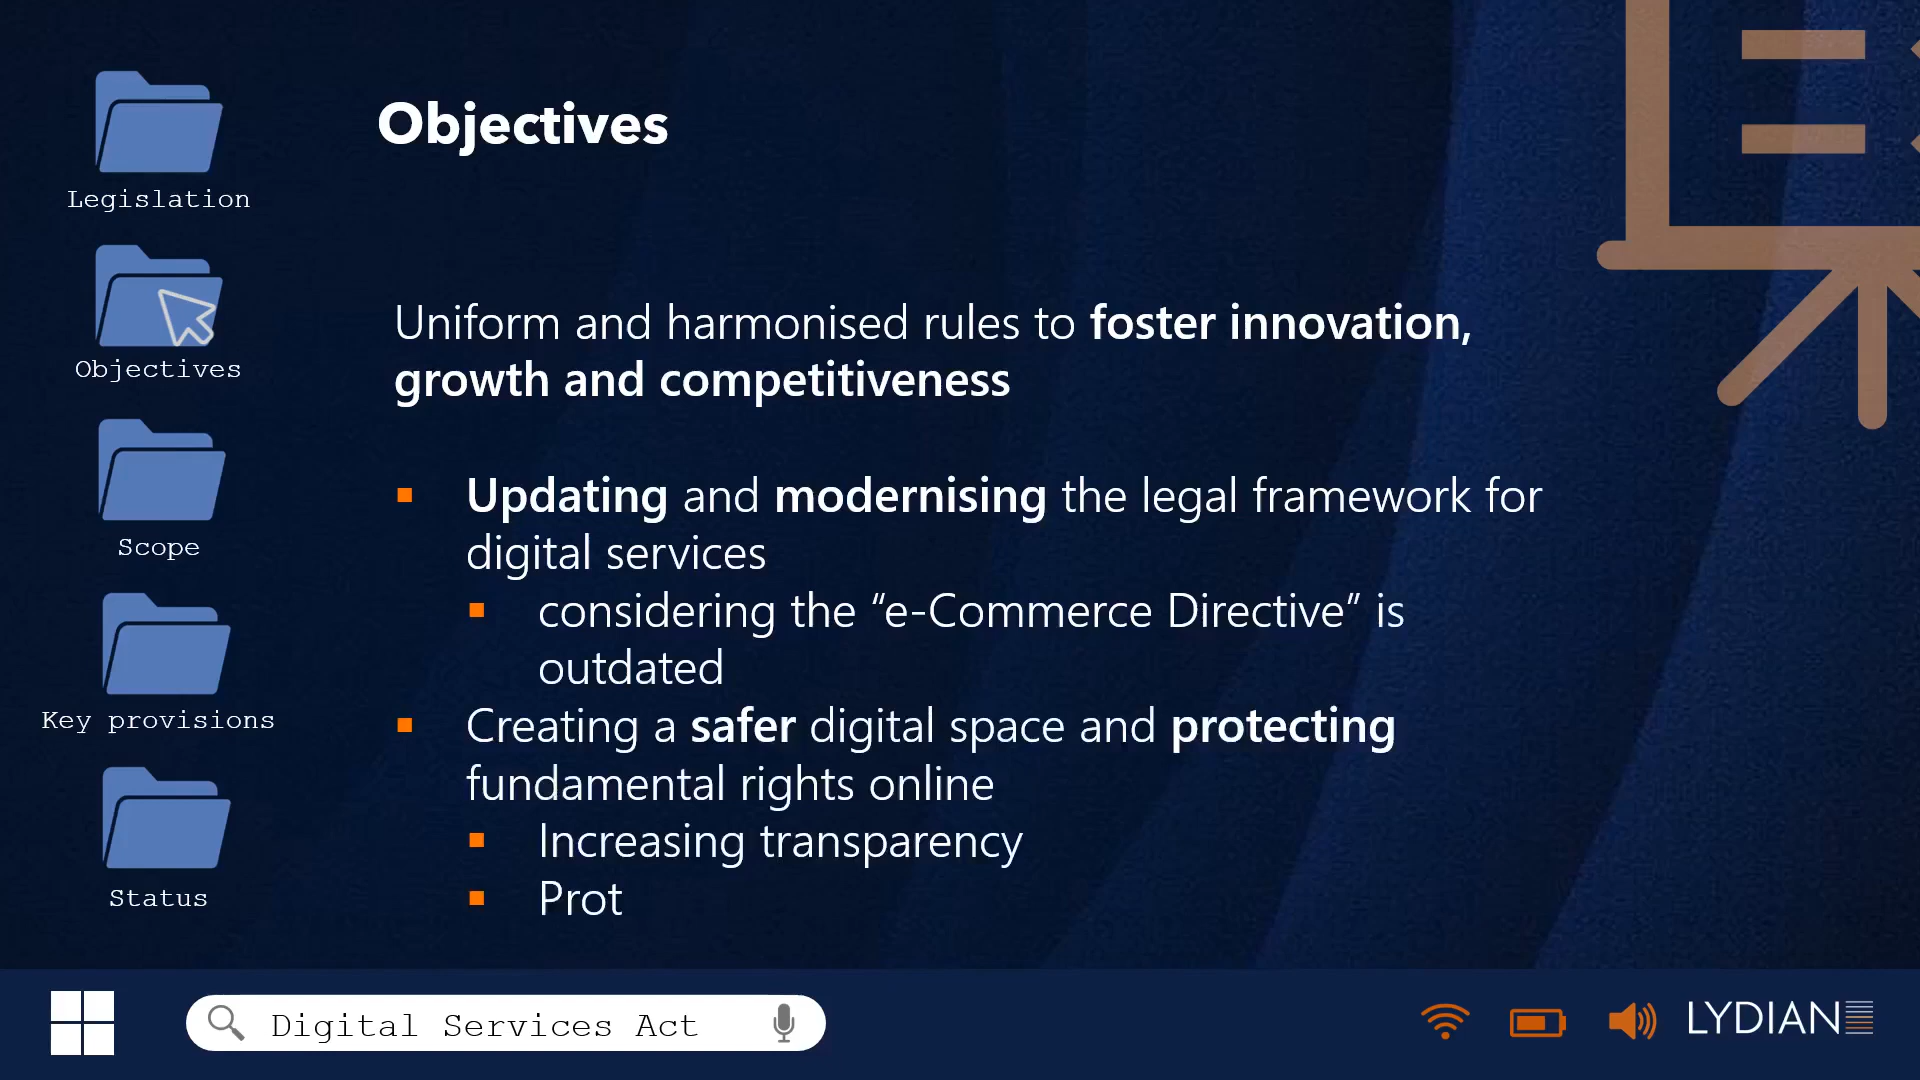 Objectives
Legislation
Objectives
Scope
Key provisions
Status
Uniform and harmonised rules to foster innovation,
growth and competitiveness
Updating and modernising the legal framework for
digital services
considering the “e-Commerce Directive” is
outdated
Creating a safer digital space and protecting
fundamental rights online
Increasing transparency
Prot
Digital Services Act
LYDIAN